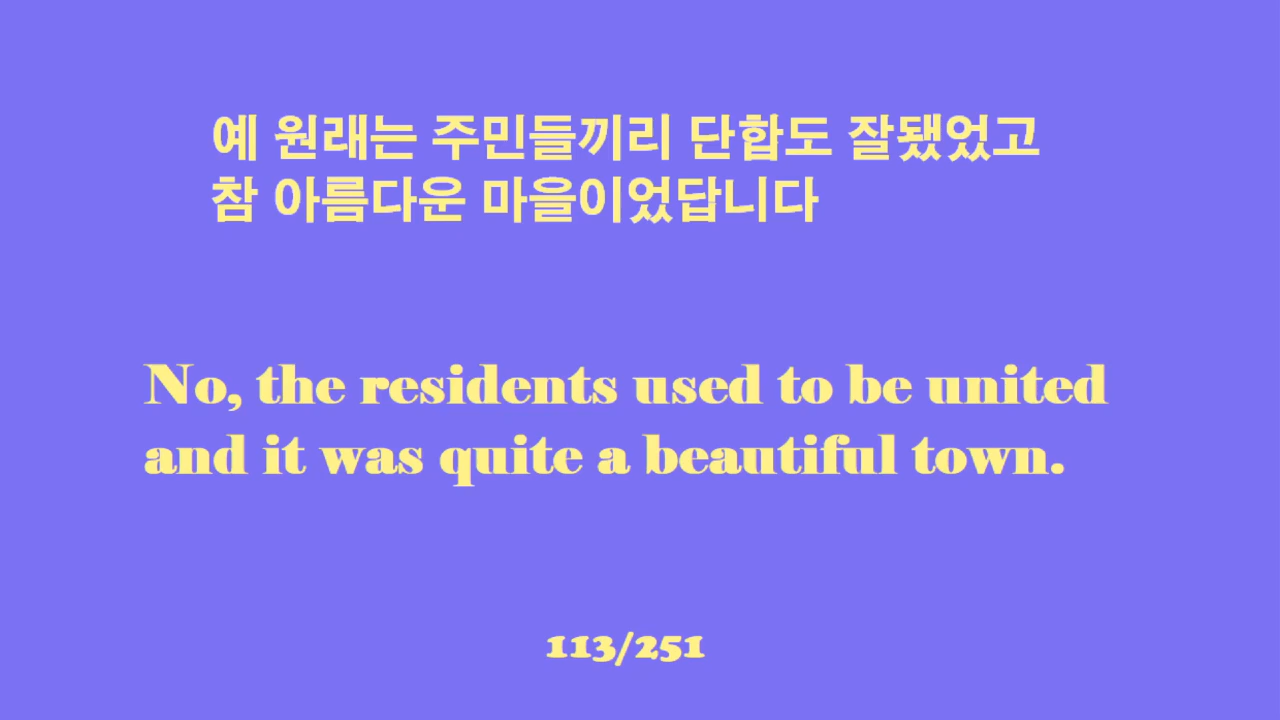 예 원래는 주민들끼리 단합도 잘됐었고
참 아름다운 마을이었답니다
No, the residents used to be united
and it was quite a beautiful town.
113/251